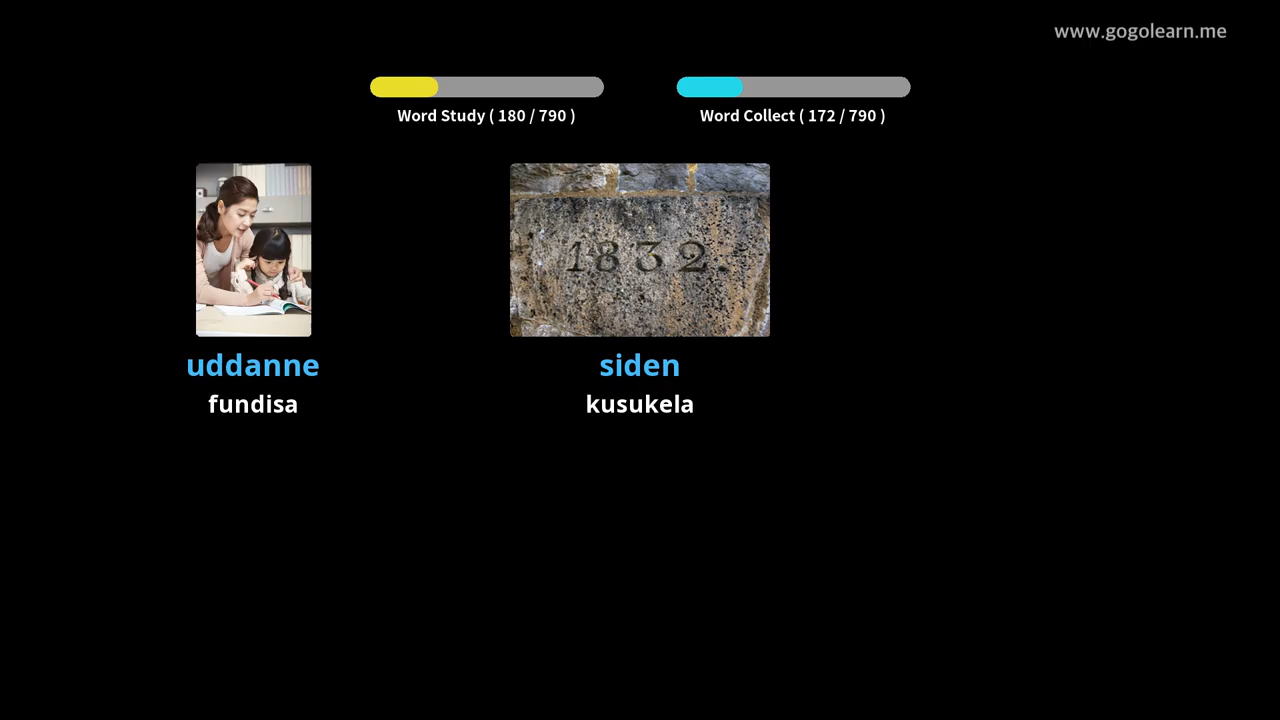 www.gogolearn.me
Word Study ( 180 / 790 )
Word Collect ( 172 / 790 )
1832.
uddanne
siden
fundisa
kusukela